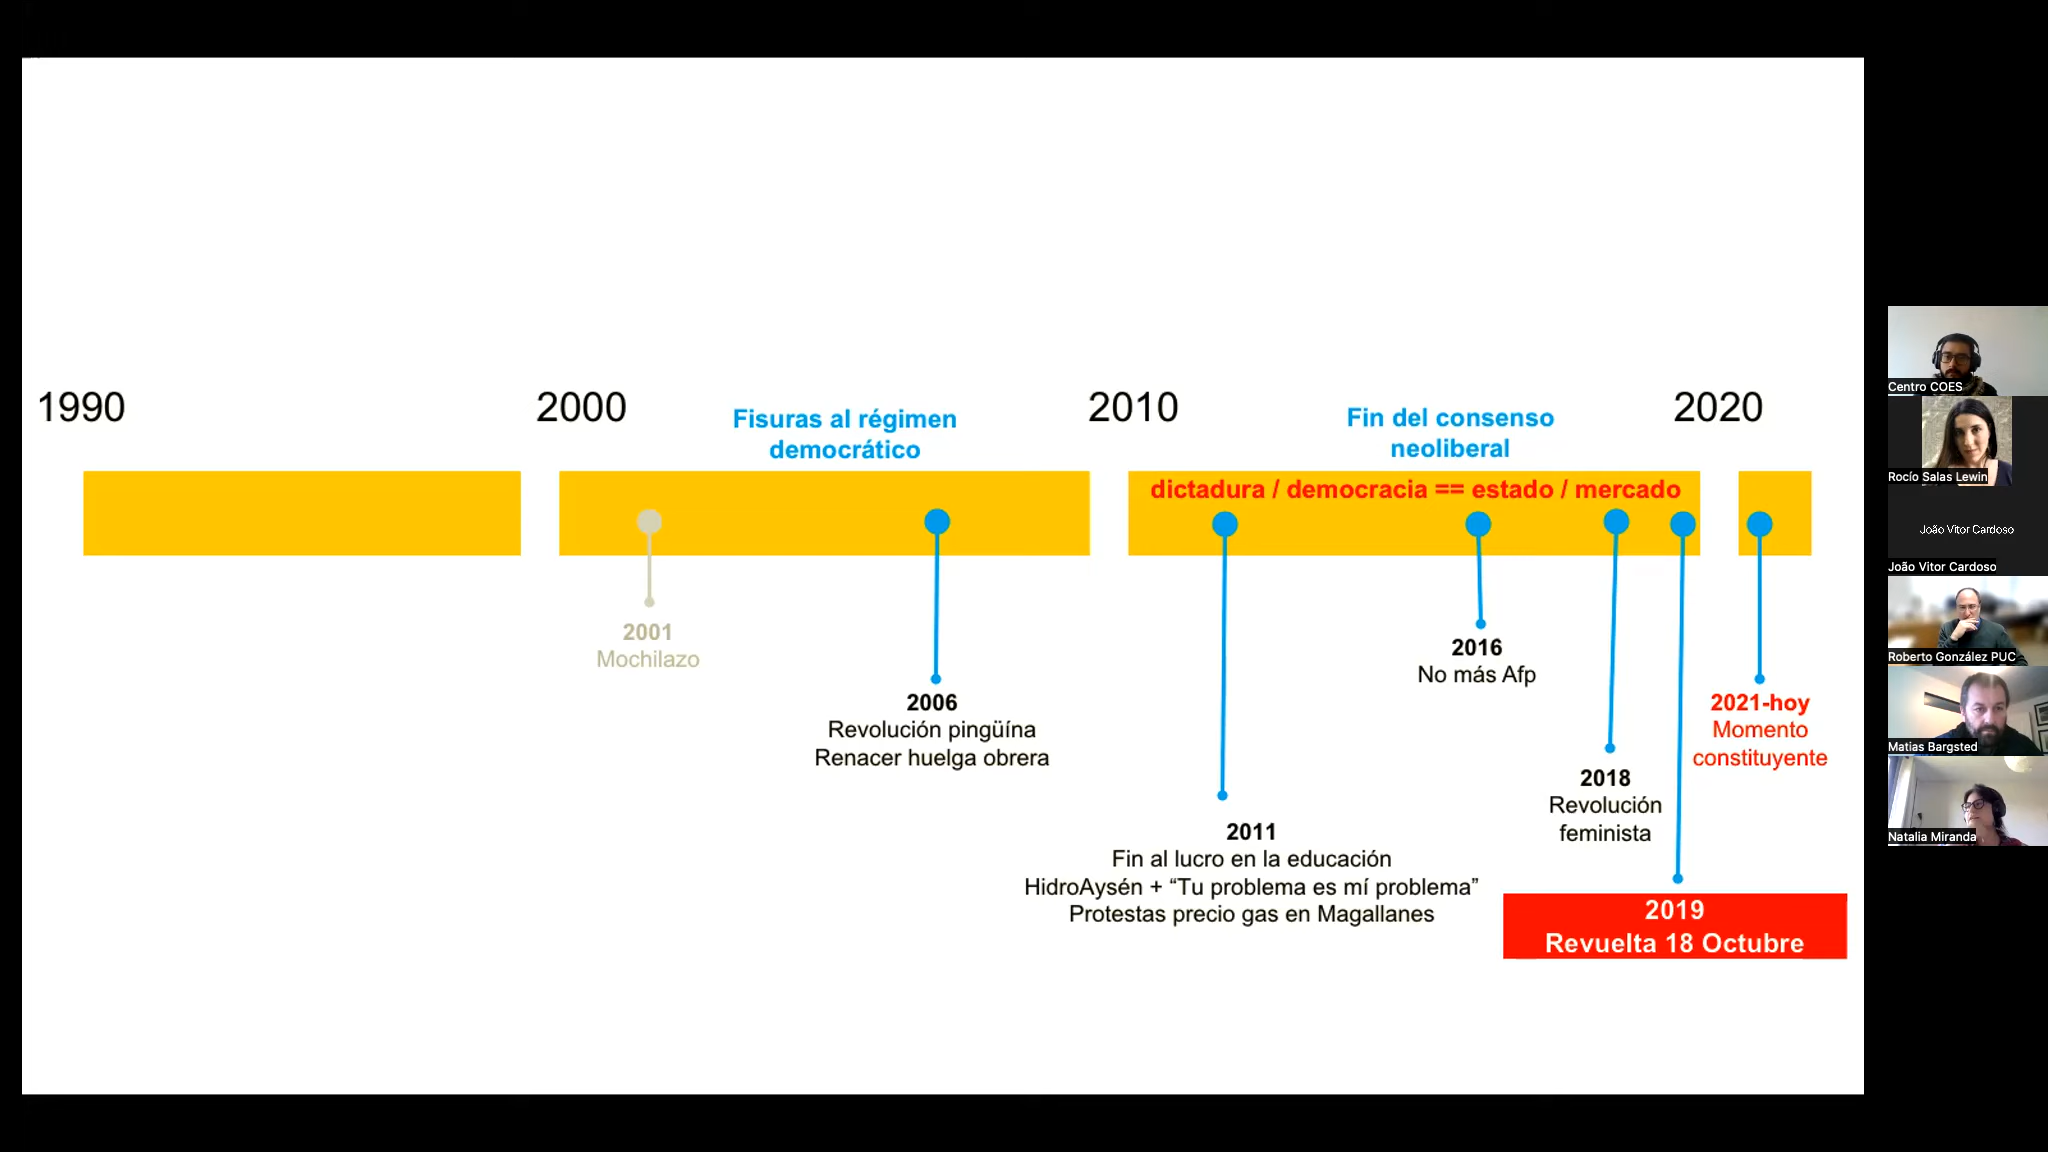 1990
2000
2010
2020
Fisuras al régimen
democrático
Fin del consenso
neoliberal
dictadura / democracia == estado / mercado
2001
Mochilazo
2006
Revolución pingüína
Renacer huelga obrera
2011
Fin al lucro en la educación
HidroAysén + “Tu problema es mí problema”
Protestas precio gas en Magallanes
2016
No más Afp
2018
Revolución
feminista
2019
Revuelta 18 Octubre
2021-hoy
Momento
constituyente
Centro COES
Rocío Salas Lewin
João Vitor Cardoso
João Vitor Cardoso
Roberto González PUC
Matias Bargsted
Natalia Miranda